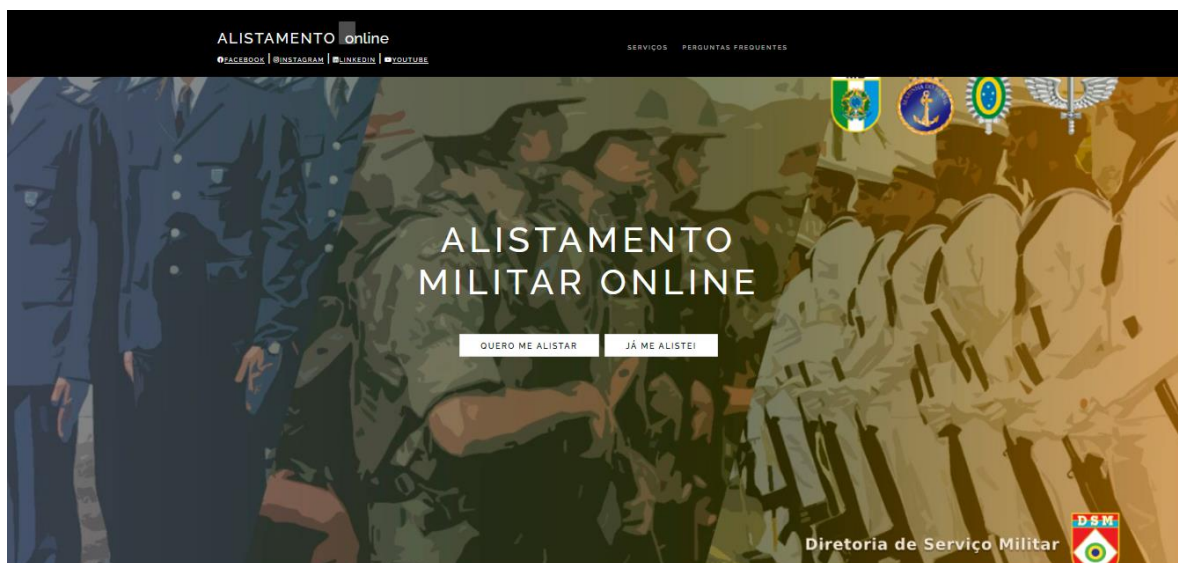 ALISTAMENTO online
FACEBOOK | INSTAGRAM | LINKEDIN | YOUTUBE
SERVIÇOS PERGUNTAS FREQUENTES
ALISTAMENTO
MILITAR ONLINE
QUERO ME ALISTAR JÁ ME ALISTEI
DSM
Diretoria de Serviço Militar